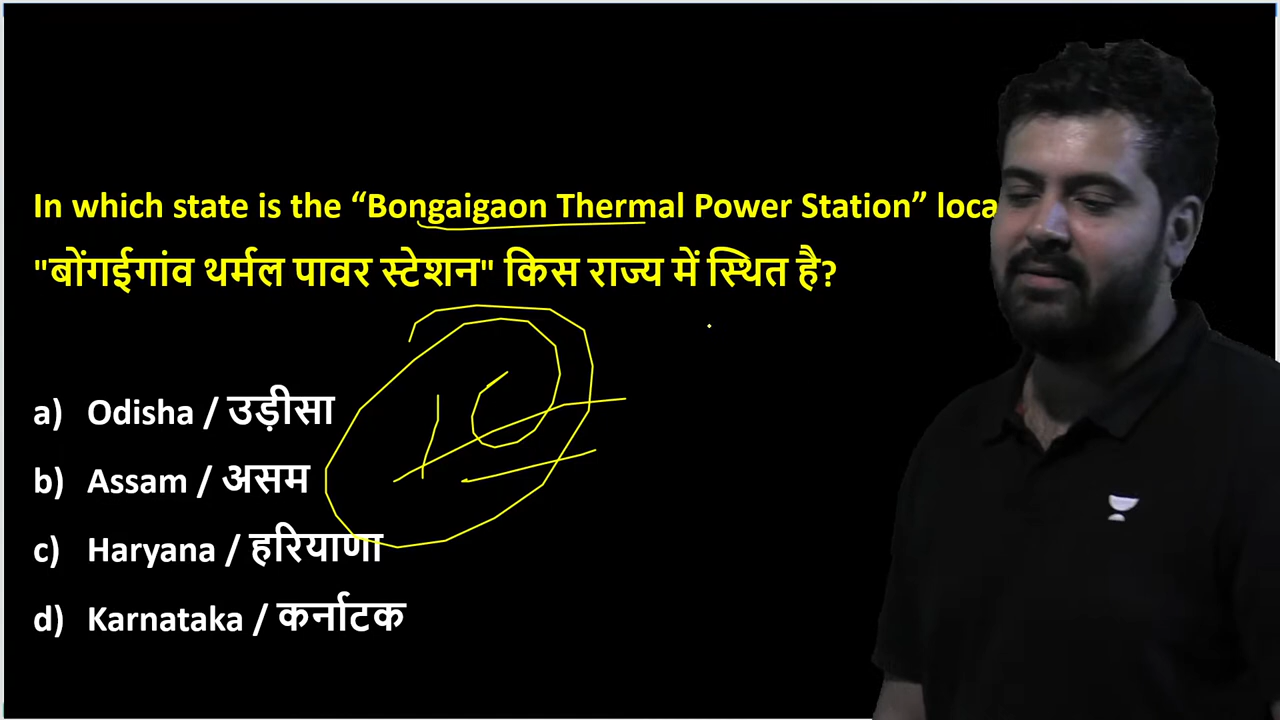 In which state is the “Bongaigaon Thermal Power Station” loca
"बोंगईगांव थर्मल पावर स्टेशन" किस राज्य में स्थित है?
a) Odisha / उड़ीसा
b) Assam / असम
c) Haryana / हरियाणा
d) Karnataka / कर्नाटक